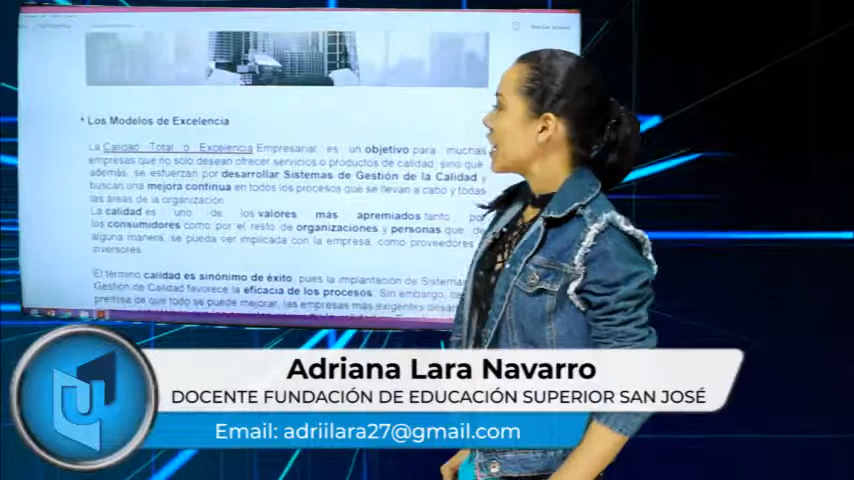 * Los Modelos de Excelencia
La Calidad Total o Excelencia Empresarial, es un objetivo para muchas
empresas que no sólo desean ofrecer servicios o productos de calidad, sino que
además, se esfuerzan por desarrollar Sistemas de Gestión de la Calidad y
buscan una mejora continua en todos los procesos que se llevan a cabo y todas
las áreas de la organización.
La calidad es uno de los valores más apremiados tanto por
los consumidores como por el resto de organizaciones y personas que, de
alguna manera, se pueda ver implicada con la empresa, como proveedores
inversores.
El término calidad es sinónimo de éxito, pues la implantación de Sistemas
Gestión de Calidad favorece la eficacia de los procesos. Sin embargo,
premisa de que todo se puede mejorar, las empresas más exigentes
Adriana Lara Navarro
DOCENTE FUNDACIÓN DE EDUCACIÓN SUPERIOR SAN JOSÉ
Email: adriilara27@gmail.com